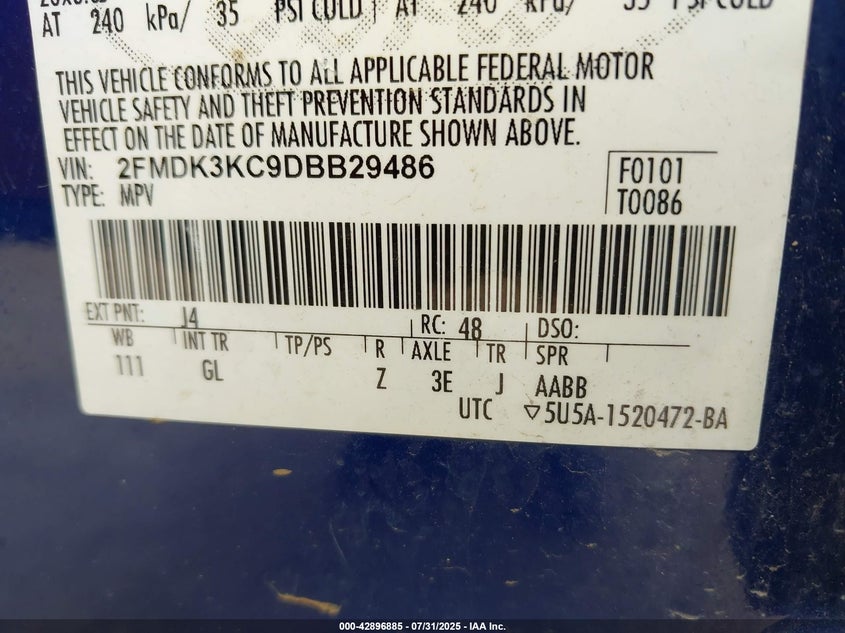 AT 240 kPa/ 35 PSI COLD AT 240 kPa/ 35 PSI COLD
THIS VEHICLE CONFORMS TO ALL APPLICABLE FEDERAL MOTOR
VEHICLE SAFETY AND THEFT PREVENTION STANDARDS IN
EFFECT ON THE DATE OF MANUFACTURE SHOWN ABOVE.
VIN: 2FMDK3KC9DBB29486 F0101
TYPE: MPV T0086
EXT PNT: J4 RC: 48 DSO:
WB INT TR TP/PS R AXLE TR SPR
111 GL Z 3E J AABB
UTC ▽5U5A-1520472-BA
000-42896885 / 07/31/2025 - IAA Inc.